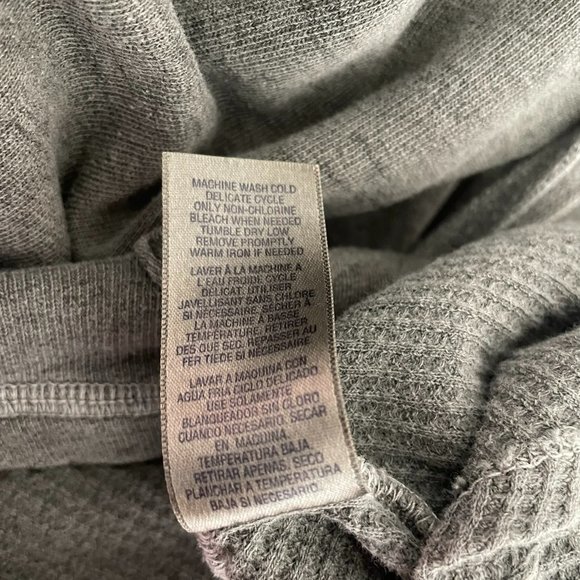 MACHINE WASH COLD
DELICATE CYCLE
ONLY NON-CHLORINE
BLEACH WHEN NEEDED
TUMBLE DRY LOW
REMOVE PROMPTLY
WARM IRON IF NEEDED
LAVER À LA MACHINE À
L'EAU FROIDE CYCLE
DÉLICAT. UTILISER
JAVELLISANT SANS CHLORE
SI NÉCESSAIRE. SÉCHER À
LA MACHINE À BASSE
TEMPÉRATURE. RETIRER
DÈS QUE SEC. REPASSER AU
FER TIÈDE SI NÉCESSAIRE
LAVAR A MAQUINA CON
AGUA FRIA CICLO DELICADO
USE SOLAMENTE
BLANQUEADOR SIN CLORO
CUANDO NECESARIO. SECAR
EN MAQUINA
TEMPERATURA BAJA
RETIRAR APENAS, SECO
PLANCHAR A TEMPERATURA
BAJA SI NECESARIO